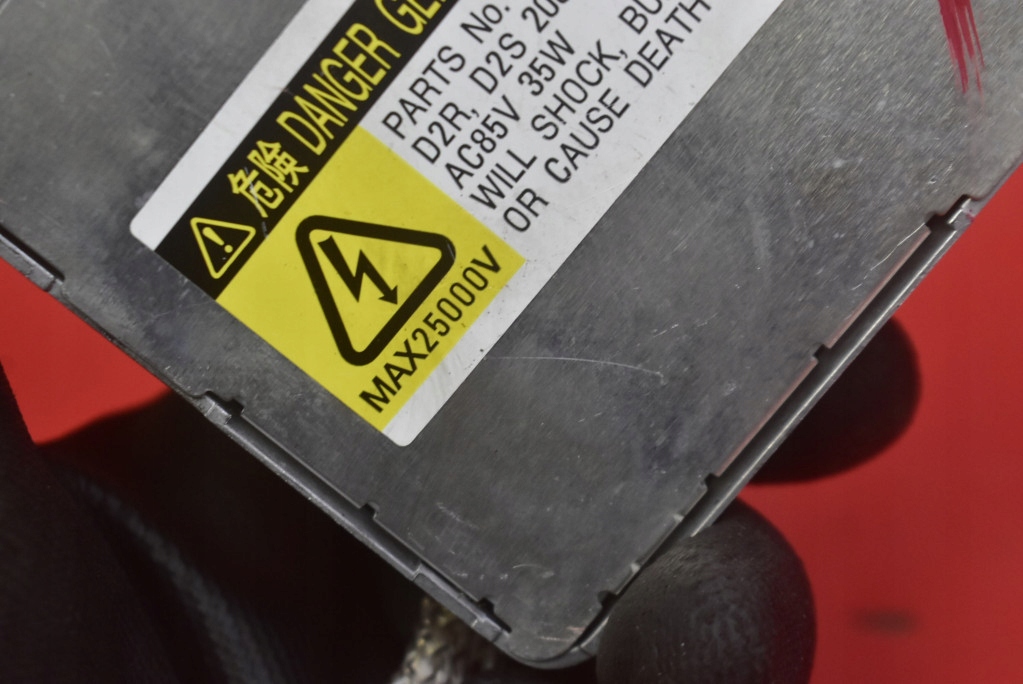 危険 DANGER
PARTS No.
D2R, D2S
AC85V 35W
WILL SHOCK,
OR CAUSE DEATH
MAX25000V